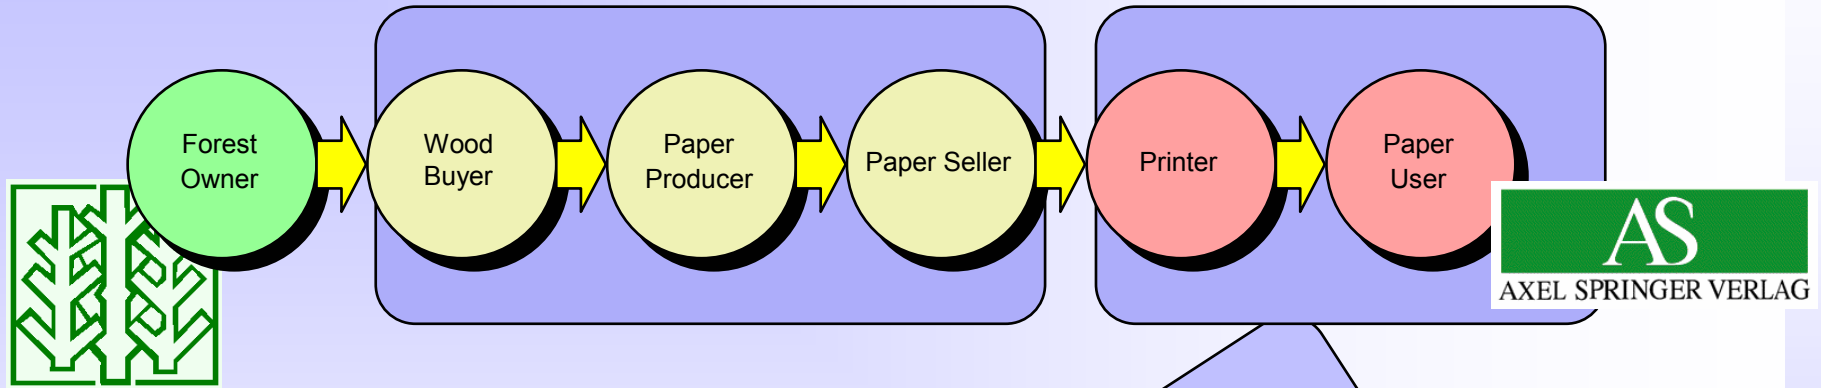 Forest
Owner
Wood
Buyer
Paper
Producer
Paper Seller
Printer
Paper
User
AS
AXEL SPRINGER VERLAG